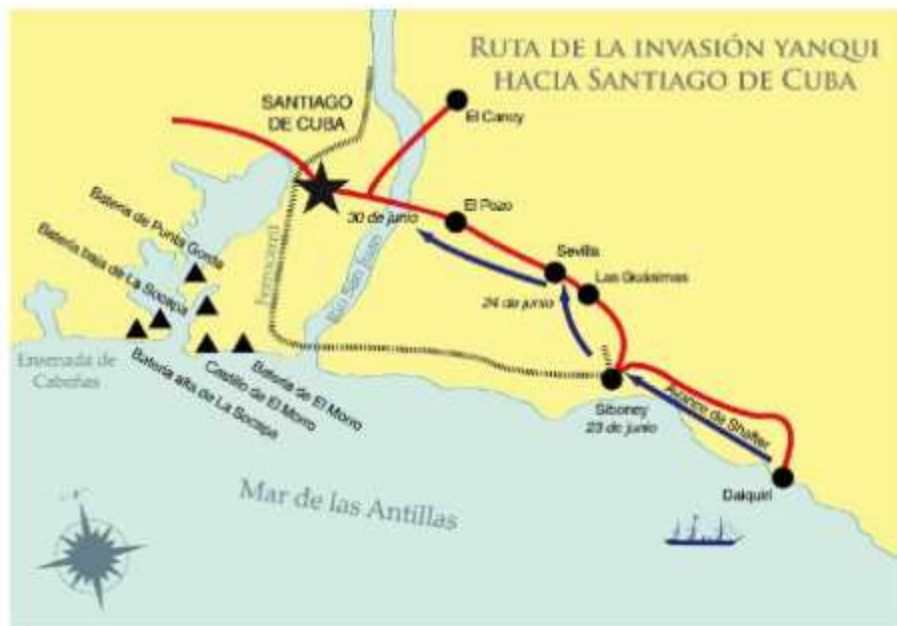 RUTA DE LA INVASIÓN YANQUI
HACIA SANTIAGO DE CUBA
SANTIAGO
DE CUBA
El Caney
Batería de Punta Gorda
Batería baja de La Socapa
30 de junio
El Pozo
Ferrocarril
Río San Juan
Sevilla
Las Guásimas
24 de junio
Ensenada de
Cabañas
Batería alta de La Socapa
Castillo de El Morro
Batería de El Morro
Siboney
23 de junio
Avance de Shafter
Daiquirí
Mar de las Antillas